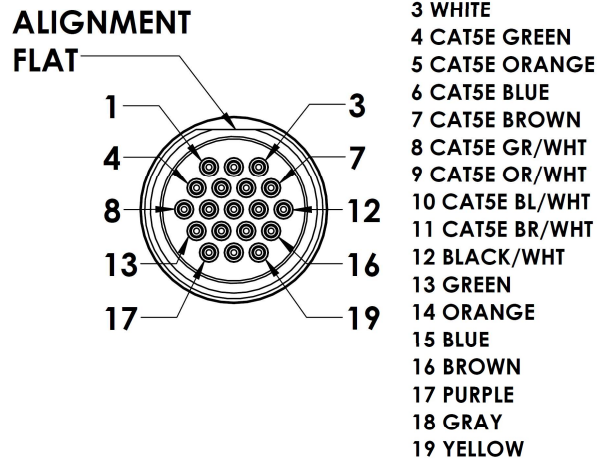 ALIGNMENT
FLAT
1
3
4
7
8
12
13
16
17
19
3 WHITE
4 CAT5E GREEN
5 CAT5E ORANGE
6 CAT5E BLUE
7 CAT5E BROWN
8 CAT5E GR/WHT
9 CAT5E OR/WHT
10 CAT5E BL/WHT
11 CAT5E BR/WHT
12 BLACK/WHT
13 GREEN
14 ORANGE
15 BLUE
16 BROWN
17 PURPLE
18 GRAY
19 YELLOW